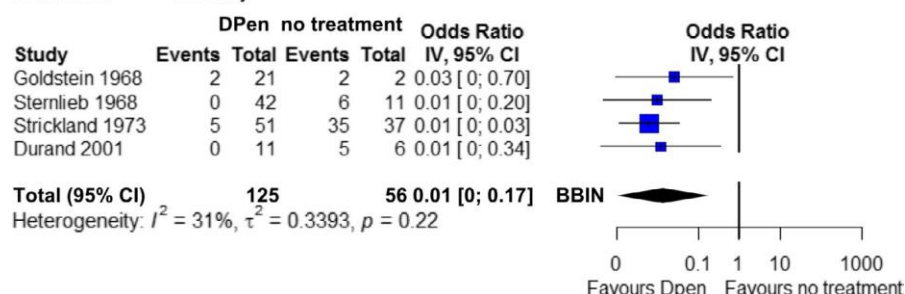 DPen no treatment Odds Ratio Odds Ratio
Study Events Total Events Total IV, 95% CI IV, 95% CI
Goldstein 1968 2 21 2 2 0.03 [ 0; 0.70]
Sternlieb 1968 0 42 6 11 0.01 [ 0; 0.20]
Strickland 1973 5 51 35 37 0.01 [ 0; 0.03]
Durand 2001 0 11 5 6 0.01 [ 0; 0.34]
Total (95% CI) 125 56 0.01 [0; 0.17] BBIN
Heterogeneity: I² = 31%, τ² = 0.3393, p = 0.22
0 0.1 1 10 1000
Favours Dpen Favours no treatment